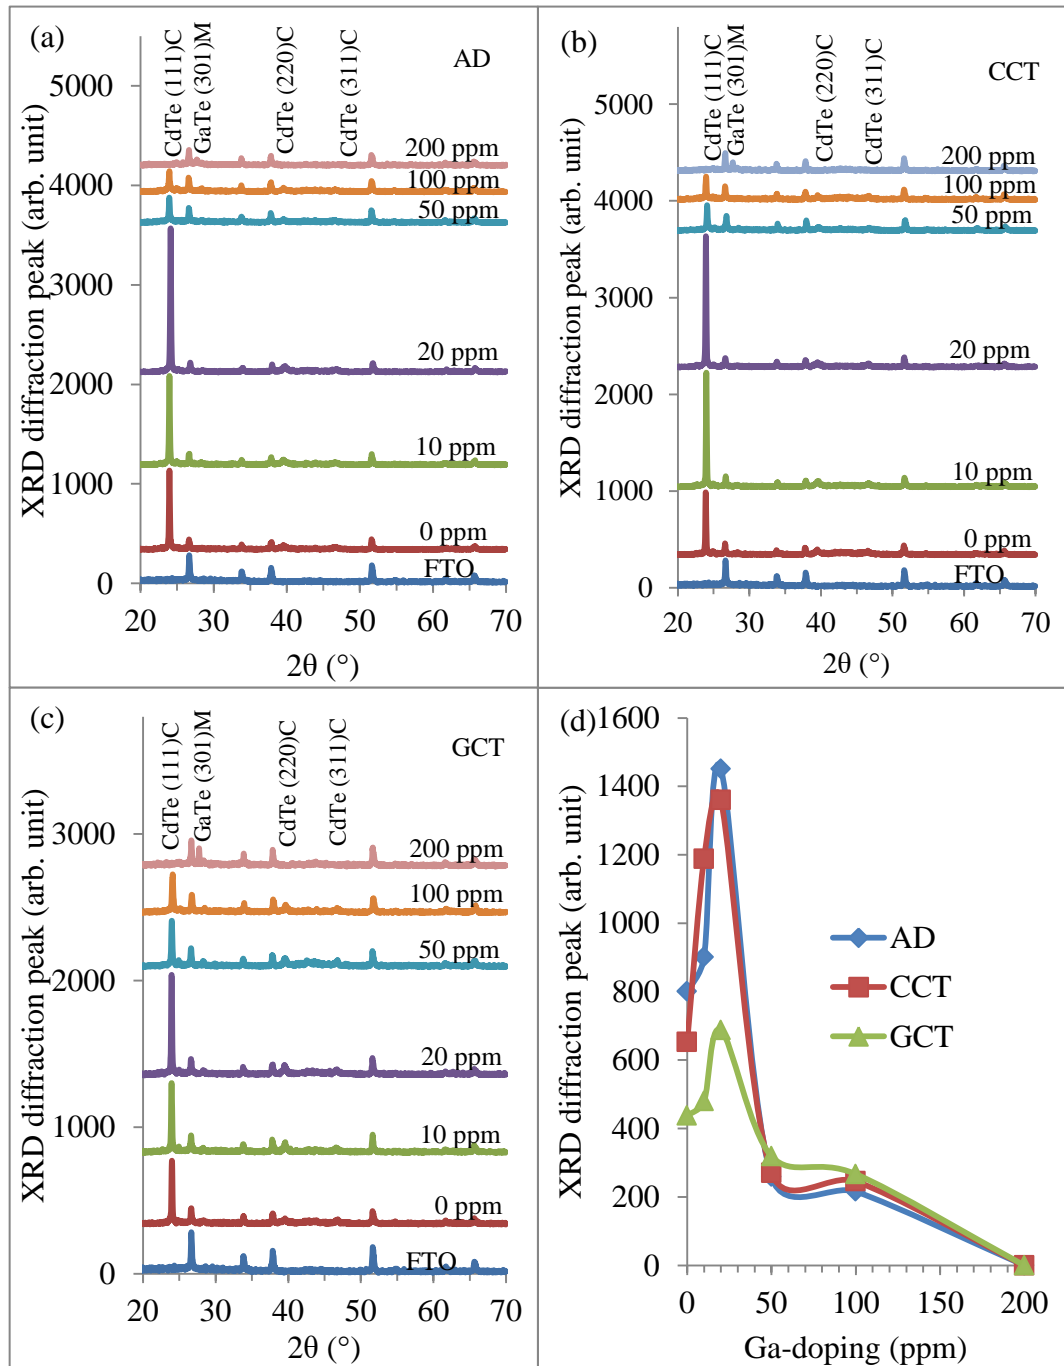 (a)
AD
CdTe (111)C
GaTe (301)M
CdTe (220)C
CdTe (311)C
XRD diffraction peak (arb. unit)
5000
4000
3000
2000
1000
0
200 ppm
100 ppm
50 ppm
20 ppm
10 ppm
0 ppm
FTO
20 30 40 50 60 70
2θ (°)
(b)
CCT
CdTe (111)C
GaTe (301)M
CdTe (220)C
CdTe (311)C
XRD diffraction peak (arb. unit)
5000
4000
3000
2000
1000
0
200 ppm
100 ppm
50 ppm
20 ppm
10 ppm
0 ppm
FTO
20 30 40 50 60 70
2θ (°)
(c)
GCT
CdTe (111)C
GaTe (301)M
CdTe (220)C
CdTe (311)C
XRD diffraction peak (arb. unit)
3000
2000
1000
0
200 ppm
100 ppm
50 ppm
20 ppm
10 ppm
0 ppm
FTO
20 30 40 50 60 70
2θ (°)
(d)
XRD diffraction peak (arb. unit)
1600
1400
1200
1000
800
600
400
200
0
AD
CCT
GCT
0 50 100 150 200
Ga-doping (ppm)